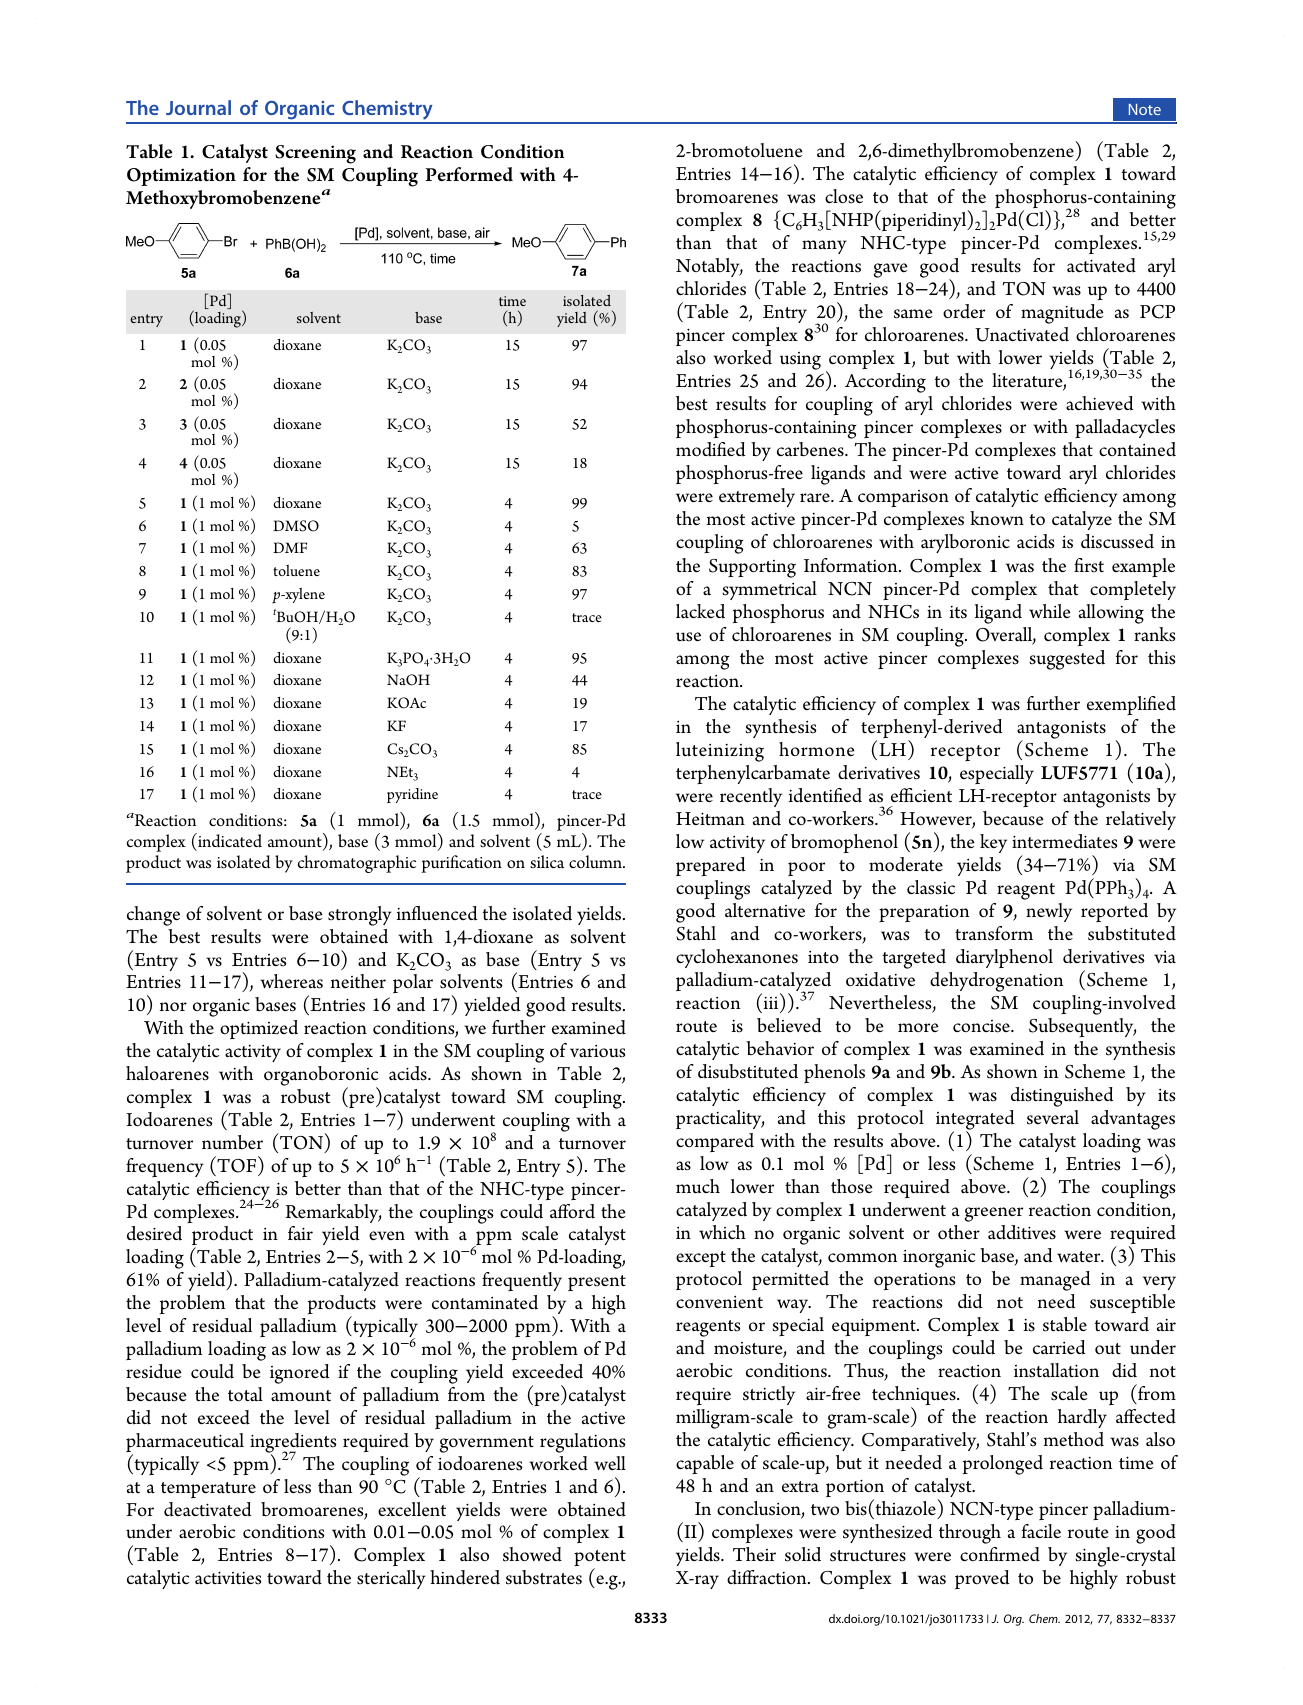 The Journal of Organic Chemistry
Note
Table 1. Catalyst Screening and Reaction Condition
Optimization for the SM Coupling Performed with 4-
Methoxybromobenzene^a
MeO Br + PhB(OH)₂ [Pd], solvent, base, air MeO Ph
110 °C, time
5a 6a 7a
entry [Pd] (loading) solvent base time (h) isolated yield (%)
1 1 (0.05 mol %) dioxane K₂CO₃ 15 97
2 2 (0.05 mol %) dioxane K₂CO₃ 15 94
3 3 (0.05 mol %) dioxane K₂CO₃ 15 52
4 4 (0.05 mol %) dioxane K₂CO₃ 15 18
5 1 (1 mol %) dioxane K₂CO₃ 4 99
6 1 (1 mol %) DMSO K₂CO₃ 4 5
7 1 (1 mol %) DMF K₂CO₃ 4 63
8 1 (1 mol %) toluene K₂CO₃ 4 83
9 1 (1 mol %) p-xylene K₂CO₃ 4 97
10 1 (1 mol %) ᵗBuOH/H₂O (9:1) K₂CO₃ 4 trace
11 1 (1 mol %) dioxane K₃PO₄·3H₂O 4 95
12 1 (1 mol %) dioxane NaOH 4 44
13 1 (1 mol %) dioxane KOAc 4 19
14 1 (1 mol %) dioxane KF 4 17
15 1 (1 mol %) dioxane Cs₂CO₃ 4 85
16 1 (1 mol %) dioxane NEt₃ 4 4
17 1 (1 mol %) dioxane pyridine 4 trace
^aReaction conditions: 5a (1 mmol), 6a (1.5 mmol), pincer-Pd
complex (indicated amount), base (3 mmol) and solvent (5 mL). The
product was isolated by chromatographic purification on silica column.
change of solvent or base strongly influenced the isolated yields.
The best results were obtained with 1,4-dioxane as solvent
(Entry 5 vs Entries 6−10) and K₂CO₃ as base (Entry 5 vs
Entries 11−17), whereas neither polar solvents (Entries 6 and
10) nor organic bases (Entries 16 and 17) yielded good results.
With the optimized reaction conditions, we further examined
the catalytic activity of complex 1 in the SM coupling of various
haloarenes with organoboronic acids. As shown in Table 2,
complex 1 was a robust (pre)catalyst toward SM coupling.
Iodoarenes (Table 2, Entries 1−7) underwent coupling with a
turnover number (TON) of up to 1.9 × 10⁸ and a turnover
frequency (TOF) of up to 5 × 10⁶ h⁻¹ (Table 2, Entry 5). The
catalytic efficiency is better than that of the NHC-type pincer-
Pd complexes.²⁴⁻²⁶ Remarkably, the couplings could afford the
desired product in fair yield even with a ppm scale catalyst
loading (Table 2, Entries 2−5, with 2 × 10⁻⁶ mol % Pd-loading,
61% of yield). Palladium-catalyzed reactions frequently present
the problem that the products were contaminated by a high
level of residual palladium (typically 300−2000 ppm). With a
palladium loading as low as 2 × 10⁻⁶ mol %, the problem of Pd
residue could be ignored if the coupling yield exceeded 40%
because the total amount of palladium from the (pre)catalyst
did not exceed the level of residual palladium in the active
pharmaceutical ingredients required by government regulations
(typically <5 ppm).²⁷ The coupling of iodoarenes worked well
at a temperature of less than 90 °C (Table 2, Entries 1 and 6).
For deactivated bromoarenes, excellent yields were obtained
under aerobic conditions with 0.01−0.05 mol % of complex 1
(Table 2, Entries 8−17). Complex 1 also showed potent
catalytic activities toward the sterically hindered substrates (e.g.,
2-bromotoluene and 2,6-dimethylbromobenzene) (Table 2,
Entries 14−16). The catalytic efficiency of complex 1 toward
bromoarenes was close to that of the phosphorus-containing
complex 8 {C₆H₃[NHP(piperidinyl)₂]₂Pd(Cl)},²⁸ and better
than that of many NHC-type pincer-Pd complexes.¹⁵,²⁹
Notably, the reactions gave good results for activated aryl
chlorides (Table 2, Entries 18−24), and TON was up to 4400
(Table 2, Entry 20), the same order of magnitude as PCP
pincer complex 8³⁰ for chloroarenes. Unactivated chloroarenes
also worked using complex 1, but with lower yields (Table 2,
Entries 25 and 26). According to the literature,¹⁶,¹⁹,³⁰⁻³⁵ the
best results for coupling of aryl chlorides were achieved with
phosphorus-containing pincer complexes or with palladacycles
modified by carbenes. The pincer-Pd complexes that contained
phosphorus-free ligands and were active toward aryl chlorides
were extremely rare. A comparison of catalytic efficiency among
the most active pincer-Pd complexes known to catalyze the SM
coupling of chloroarenes with arylboronic acids is discussed in
the Supporting Information. Complex 1 was the first example
of a symmetrical NCN pincer-Pd complex that completely
lacked phosphorus and NHCs in its ligand while allowing the
use of chloroarenes in SM coupling. Overall, complex 1 ranks
among the most active pincer complexes suggested for this
reaction.
The catalytic efficiency of complex 1 was further exemplified
in the synthesis of terphenyl-derived antagonists of the
luteinizing hormone (LH) receptor (Scheme 1). The
terphenylcarbamate derivatives 10, especially LUF5771 (10a),
were recently identified as efficient LH-receptor antagonists by
Heitman and co-workers.³⁶ However, because of the relatively
low activity of bromophenol (5n), the key intermediates 9 were
prepared in poor to moderate yields (34−71%) via SM
couplings catalyzed by the classic Pd reagent Pd(PPh₃)₄. A
good alternative for the preparation of 9, newly reported by
Stahl and co-workers, was to transform the substituted
cyclohexanones into the targeted diarylphenol derivatives via
palladium-catalyzed oxidative dehydrogenation (Scheme 1,
reaction (iii)).³⁷ Nevertheless, the SM coupling-involved
route is believed to be more concise. Subsequently, the
catalytic behavior of complex 1 was examined in the synthesis
of disubstituted phenols 9a and 9b. As shown in Scheme 1, the
catalytic efficiency of complex 1 was distinguished by its
practicality, and this protocol integrated several advantages
compared with the results above. (1) The catalyst loading was
as low as 0.1 mol % [Pd] or less (Scheme 1, Entries 1−6),
much lower than those required above. (2) The couplings
catalyzed by complex 1 underwent a greener reaction condition,
in which no organic solvent or other additives were required
except the catalyst, common inorganic base, and water. (3) This
protocol permitted the operations to be managed in a very
convenient way. The reactions did not need susceptible
reagents or special equipment. Complex 1 is stable toward air
and moisture, and the couplings could be carried out under
aerobic conditions. Thus, the reaction installation did not
require strictly air-free techniques. (4) The scale up (from
milligram-scale to gram-scale) of the reaction hardly affected
the catalytic efficiency. Comparatively, Stahl's method was also
capable of scale-up, but it needed a prolonged reaction time of
48 h and an extra portion of catalyst.
In conclusion, two bis(thiazole) NCN-type pincer palladium-
(II) complexes were synthesized through a facile route in good
yields. Their solid structures were confirmed by single-crystal
X-ray diffraction. Complex 1 was proved to be highly robust
8333
dx.doi.org/10.1021/jo3011733 | J. Org. Chem. 2012, 77, 8332−8337